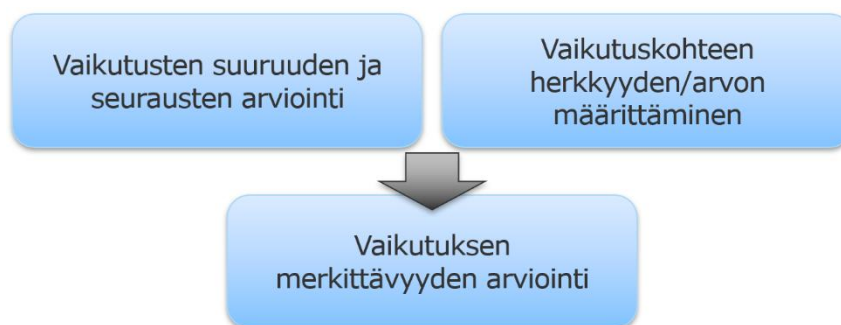 Vaikutusten suuruuden ja
seurausten arviointi
Vaikutuskohteen
herkkyyden/arvon
määrittäminen
Vaikutuksen
merkittävyyden arviointi